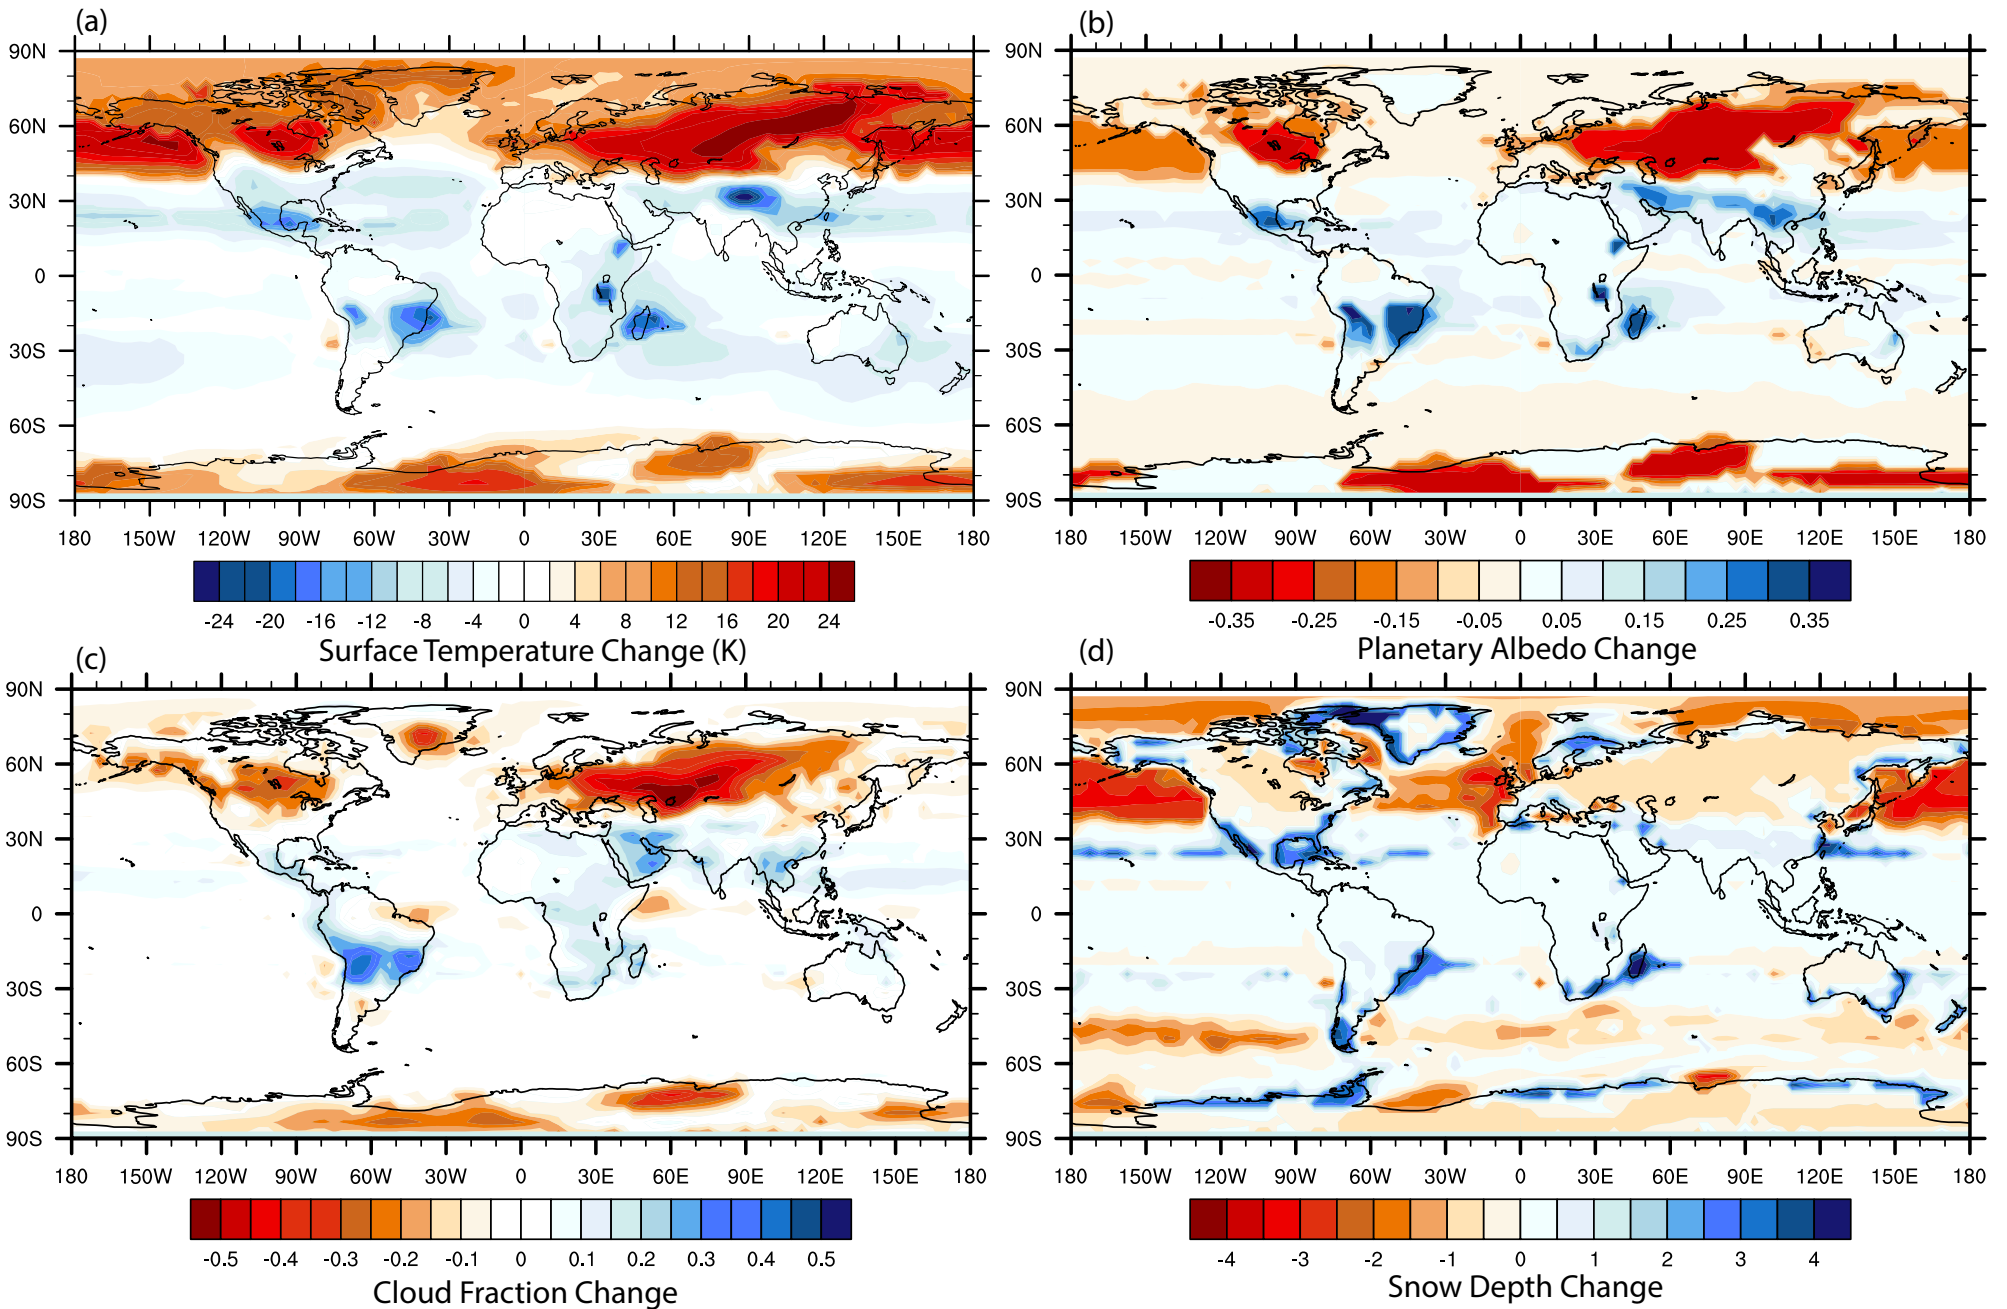 (a)
90N
60N
30N
0
30S
60S
90S
180 150W 120W 90W 60W 30W 0 30E 60E 90E 120E 150E 180
-24 -20 -16 -12 -8 -4 0 4 8 12 16 20 24
Surface Temperature Change (K)
(b)
90N
60N
30N
0
30S
60S
90S
180 150W 120W 90W 60W 30W 0 30E 60E 90E 120E 150E 180
-0.35 -0.25 -0.15 -0.05 0.05 0.15 0.25 0.35
Planetary Albedo Change
(c)
90N
60N
30N
0
30S
60S
90S
180 150W 120W 90W 60W 30W 0 30E 60E 90E 120E 150E 180
-0.5 -0.4 -0.3 -0.2 -0.1 0 0.1 0.2 0.3 0.4 0.5
Cloud Fraction Change
(d)
90N
60N
30N
0
30S
60S
90S
180 150W 120W 90W 60W 30W 0 30E 60E 90E 120E 150E 180
-4 -3 -2 -1 0 1 2 3 4
Snow Depth Change